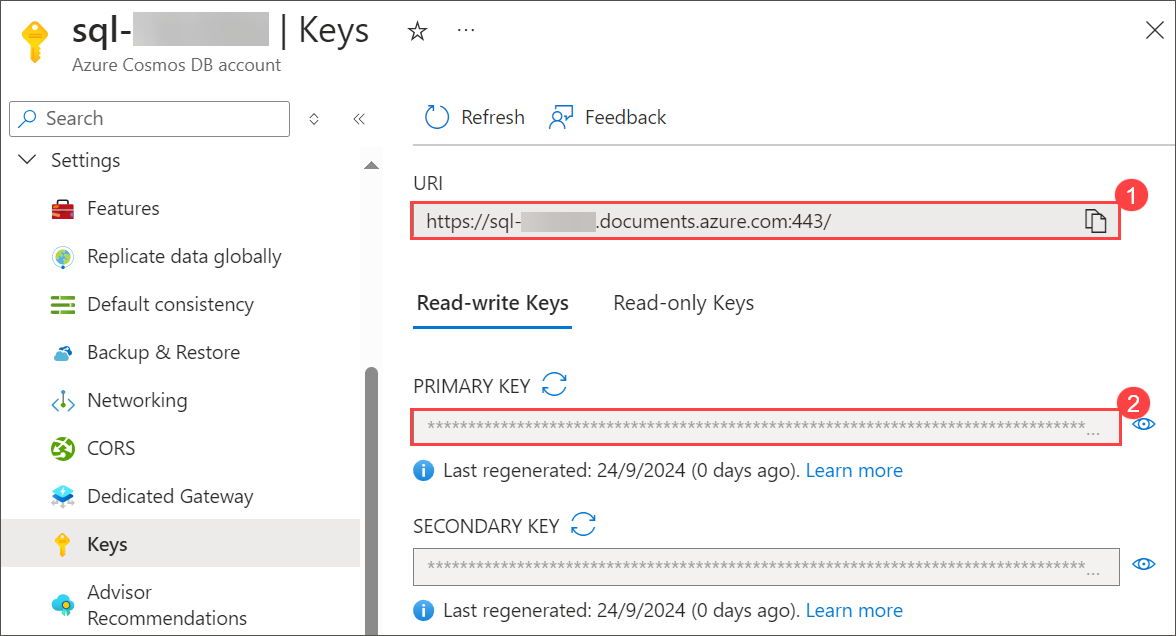 sql- | Keys
Azure Cosmos DB account
Search
Settings
Features
Replicate data globally
Default consistency
Backup & Restore
Networking
CORS
Dedicated Gateway
Keys
Advisor
Recommendations
Refresh
Feedback
URI
1
https://sql- .documents.azure.com:443/
Read-write Keys
Read-only Keys
PRIMARY KEY
2
**********************************************************************************...
Last regenerated: 24/9/2024 (0 days ago). Learn more
SECONDARY KEY
**********************************************************************************...
Last regenerated: 24/9/2024 (0 days ago). Learn more